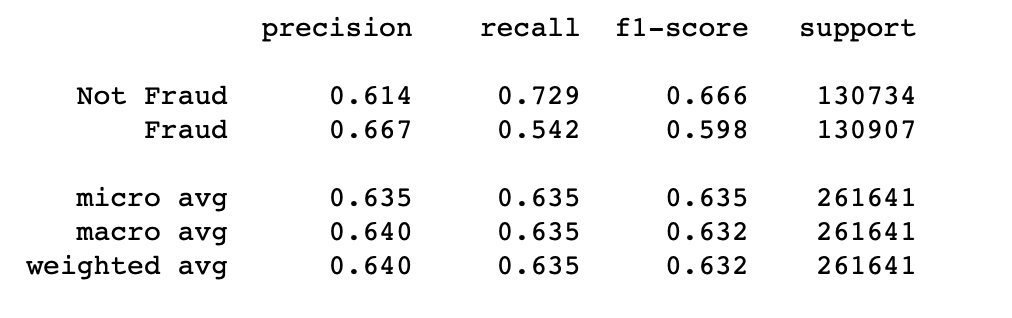 precision recall f1-score support
Not Fraud 0.614 0.729 0.666 130734
Fraud 0.667 0.542 0.598 130907
micro avg 0.635 0.635 0.635 261641
macro avg 0.640 0.635 0.632 261641
weighted avg 0.640 0.635 0.632 261641